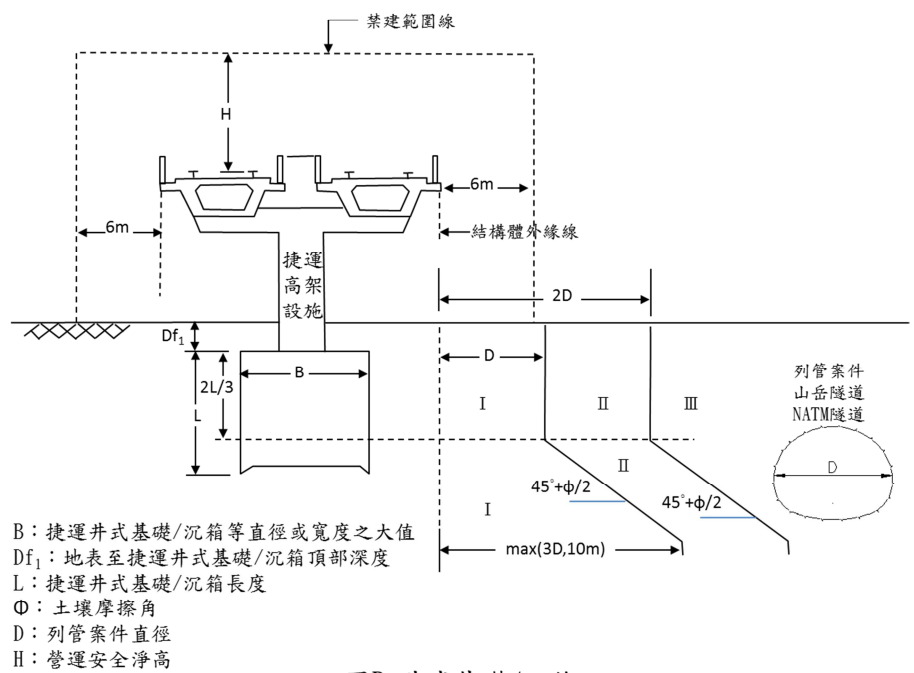 禁建範圍線
H
6m
6m
結構體外緣線
捷運
高架
設施
2D
Df₁
D
B
2L/3
L
列管案件
山岳隧道
NATM隧道
Ⅰ
Ⅱ
Ⅲ
D
Ⅱ
45°+ϕ/2
45°+ϕ/2
Ⅰ
max(3D,10m)
B：捷運井式基礎/沉箱等直徑或寬度之大值
Df₁：地表至捷運井式基礎/沉箱頂部深度
L：捷運井式基礎/沉箱長度
Φ：土壤摩擦角
D：列管案件直徑
H：營運安全淨高